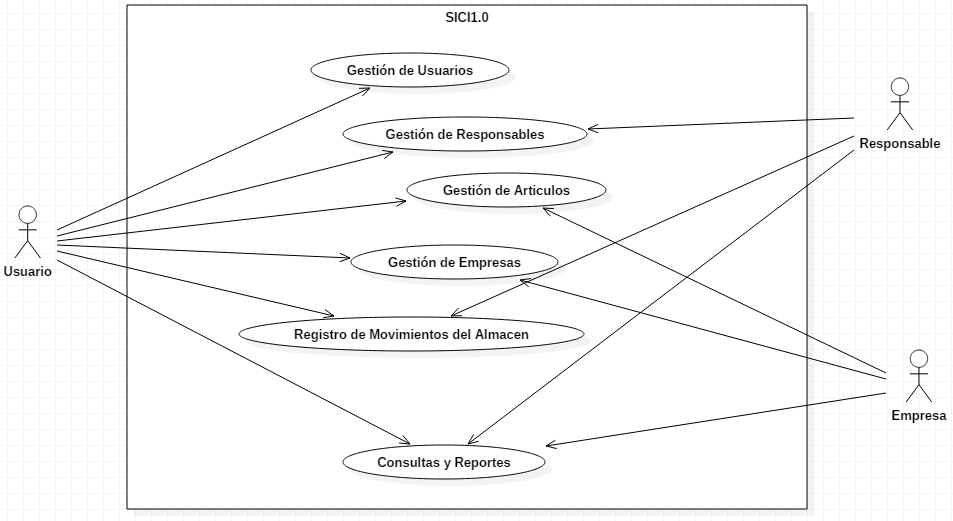 SICI1.0
Gestión de Usuarios
Gestión de Responsables
Responsable
Gestión de Articulos
Usuario
Gestión de Empresas
Registro de Movimientos del Almacen
Empresa
Consultas y Reportes